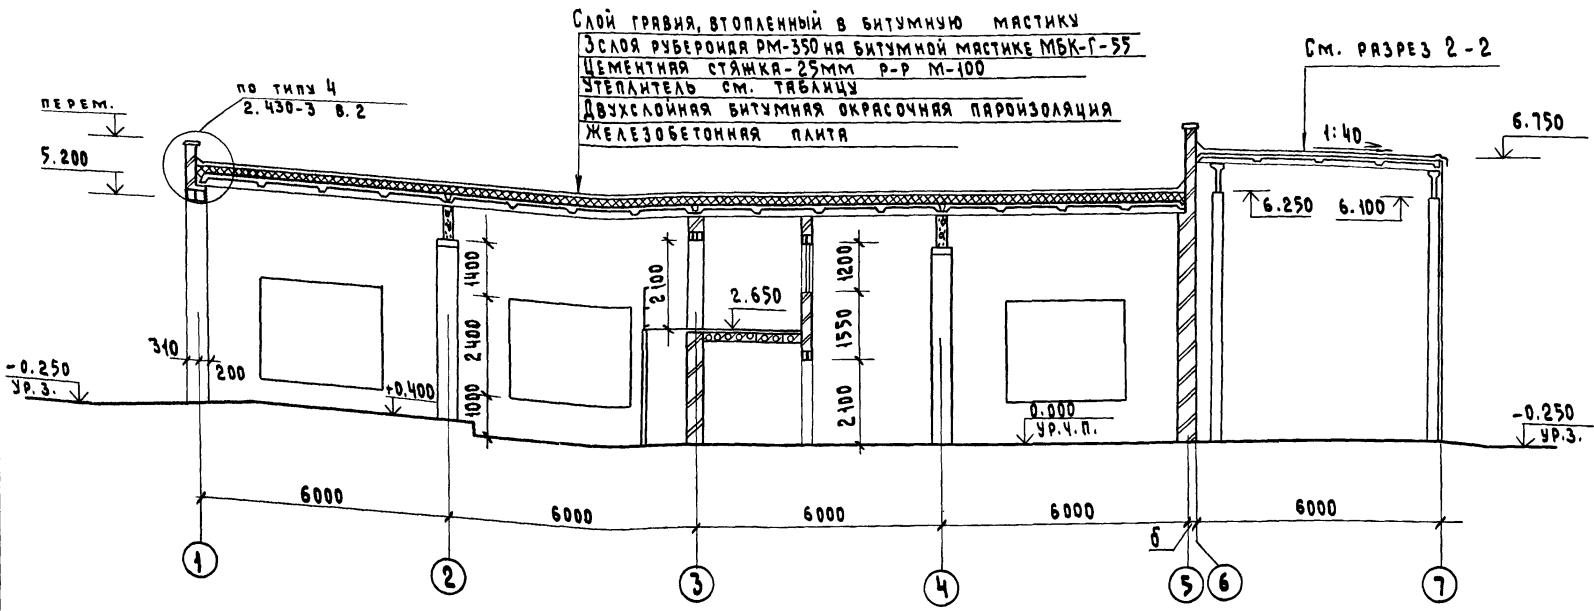 Слой гравия, втопленный в битумную мастику
3 слоя рубероида РМ-350 на битумной мастике МБК-Г-55
Цементная стяжка-25мм р-р М-100
Утеплитель см. таблицу
Двухслойная битумная окрасочная пароизоляция
Железобетонная плита
См. разрез 2-2
по типу 4
2.430-3 в.2
перем.
5.200
1:40
6.750
6.250
6.100
1400
2100
1200
2.650
2400
1550
310
200
-0.250
ур.з.
+0.400
1000
2100
0.000
ур.ч.п.
-0.250
ур.з.
6000
6000
6000
6000
6000
б
1
2
3
4
5
6
7